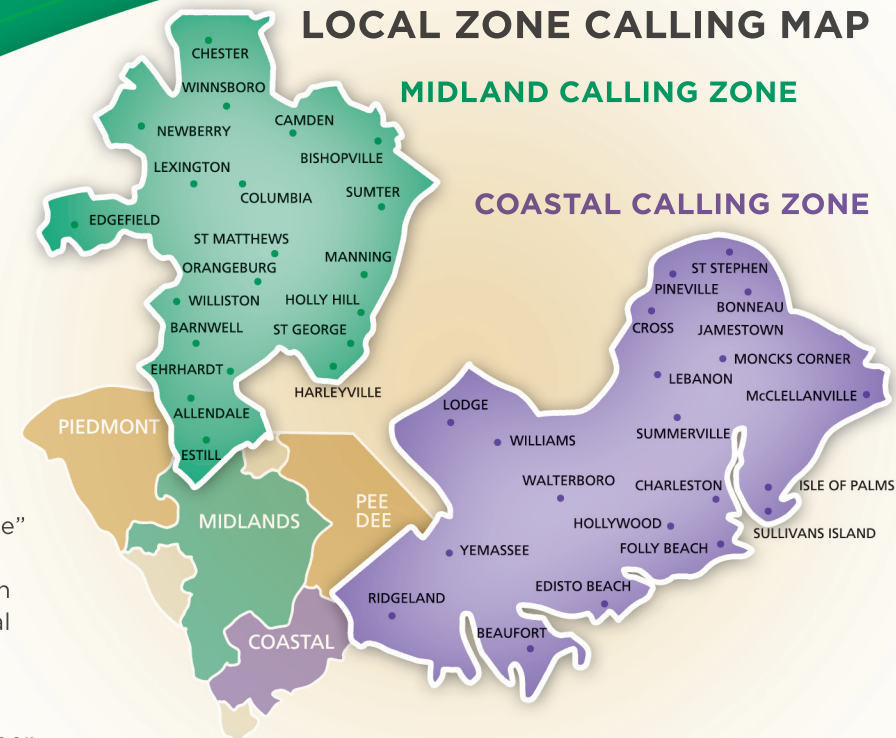 LOCAL ZONE CALLING MAP
MIDLAND CALLING ZONE
CHESTER
WINNSBORO
NEWBERRY
CAMDEN
BISHOPVILLE
LEXINGTON
COLUMBIA
SUMTER
EDGEFIELD
ST MATTHEWS
ORANGEBURG
MANNING
WILLISTON
HOLLY HILL
BARNWELL
ST GEORGE
EHRHARDT
HARLEYVILLE
ALLENDALE
ESTILL
COASTAL CALLING ZONE
ST STEPHEN
PINEVILLE
BONNEAU
CROSS
JAMESTOWN
MONCKS CORNER
LEBANON
McCLELLANVILLE
LODGE
WILLIAMS
SUMMERVILLE
WALTERBORO
CHARLESTON
ISLE OF PALMS
HOLLYWOOD
SULLIVANS ISLAND
FOLLY BEACH
YEMASSEE
EDISTO BEACH
RIDGELAND
BEAUFORT
PIEDMONT
MIDLANDS
PEE
DEE
COASTAL